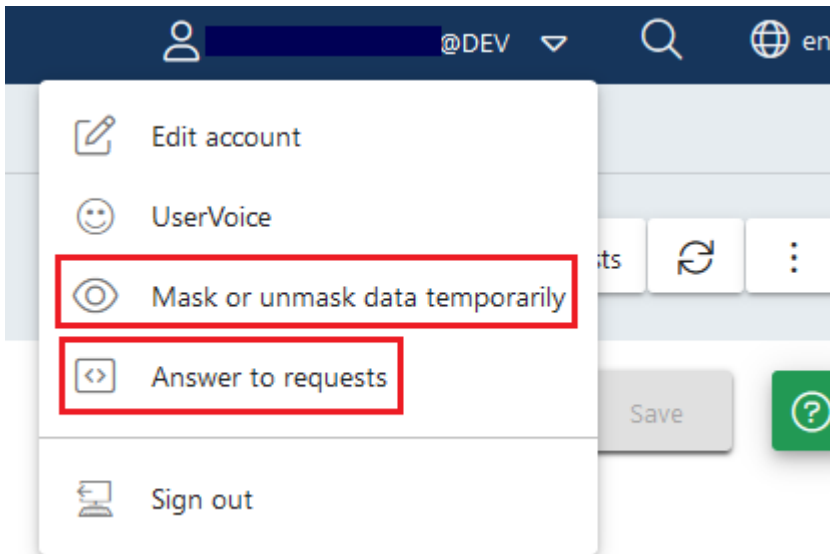 @DEV
en
Edit account
UserVoice
Mask or unmask data temporarily
sts
Answer to requests
Save
Sign out